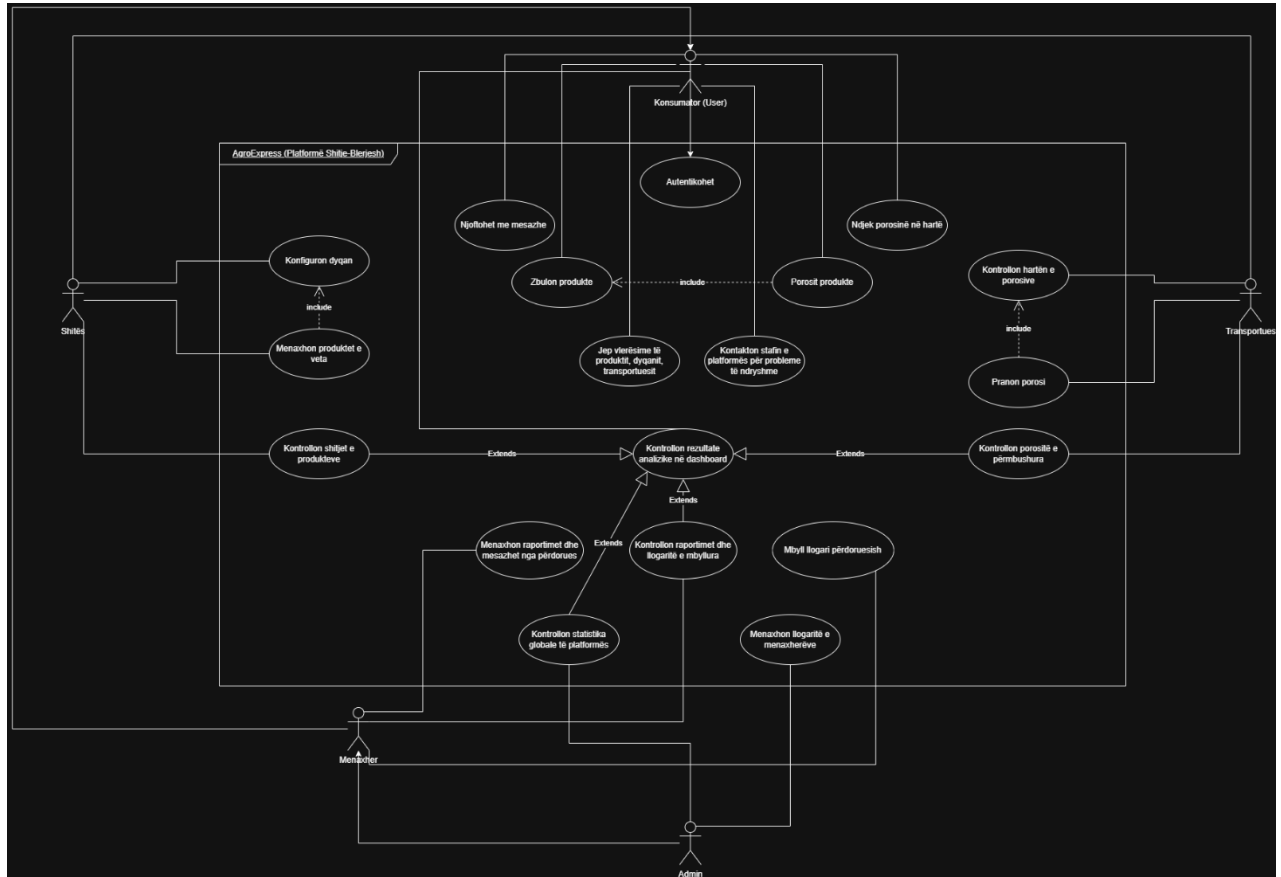 Konsumator (User)
AgroExpress (Platformë Shitje-Blerjesh)
Autentikohet
Njoftohet me mesazhe
Ndjek porosinë në hartë
Konfiguron dyqan
Kontrollon hartën e
porosive
Zbulon produkte
include
Porosit produkte
include
include
Shitës
Transportues
Menaxhon produktet e
veta
Jep vlerësime të
produktit, dyqanit,
transportuesit
Kontakton stafin e
platformës për probleme
të ndryshme
Pranon porosi
Kontrollon shitjet e
produkteve
Extends
Kontrollon rezultate
analizike në dashboard
Extends
Kontrollon porositë e
përmbushura
Extends
Extends
Menaxhon raportimet dhe
mesazhet nga përdorues
Kontrollon raportimet dhe
llogaritë e mbyllura
Mbyll llogari përdoruesish
Kontrollon statistika
globale të platformës
Menaxhon llogaritë e
menaxherëve
Menaxher
Admin